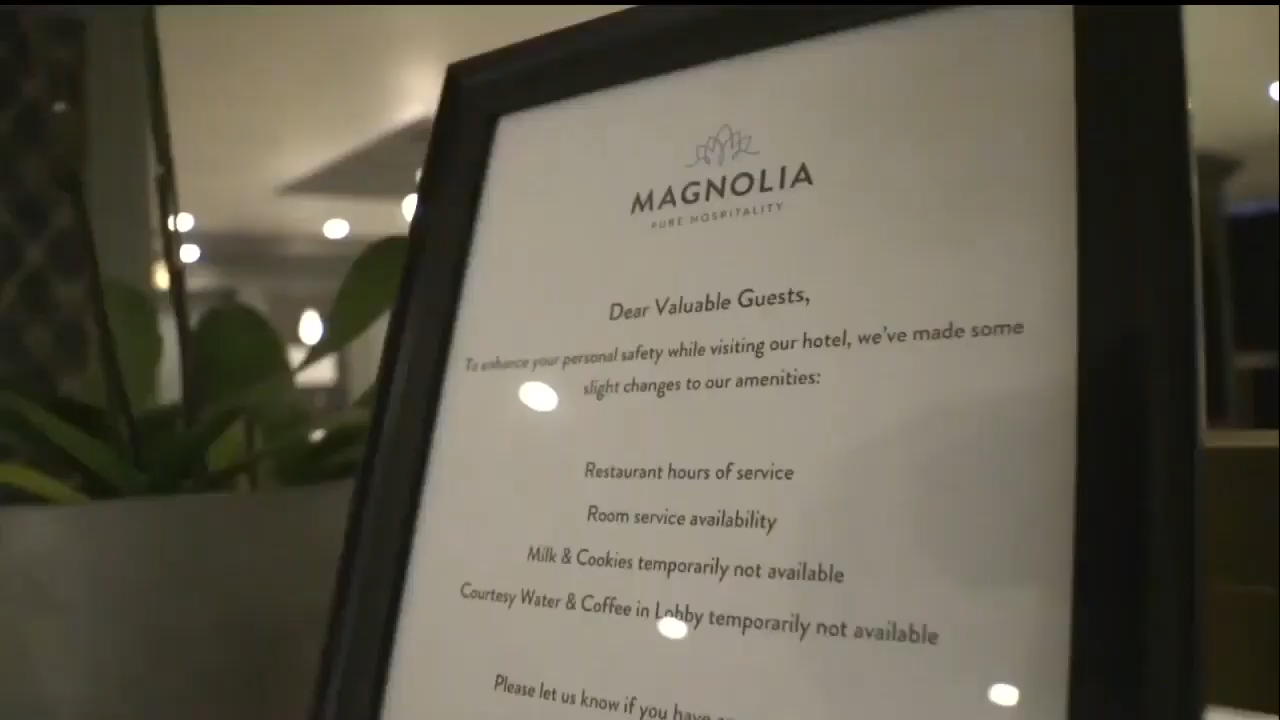 MAGNOLIA
PURE HOSPITALITY
Dear Valuable Guests,
To enhance your personal safety while visiting our hotel, we've made some
slight changes to our amenities:
Restaurant hours of service
Room service availability
Milk & Cookies temporarily not available
Courtesy Water & Coffee in Lobby temporarily not available
Please let us know if you have